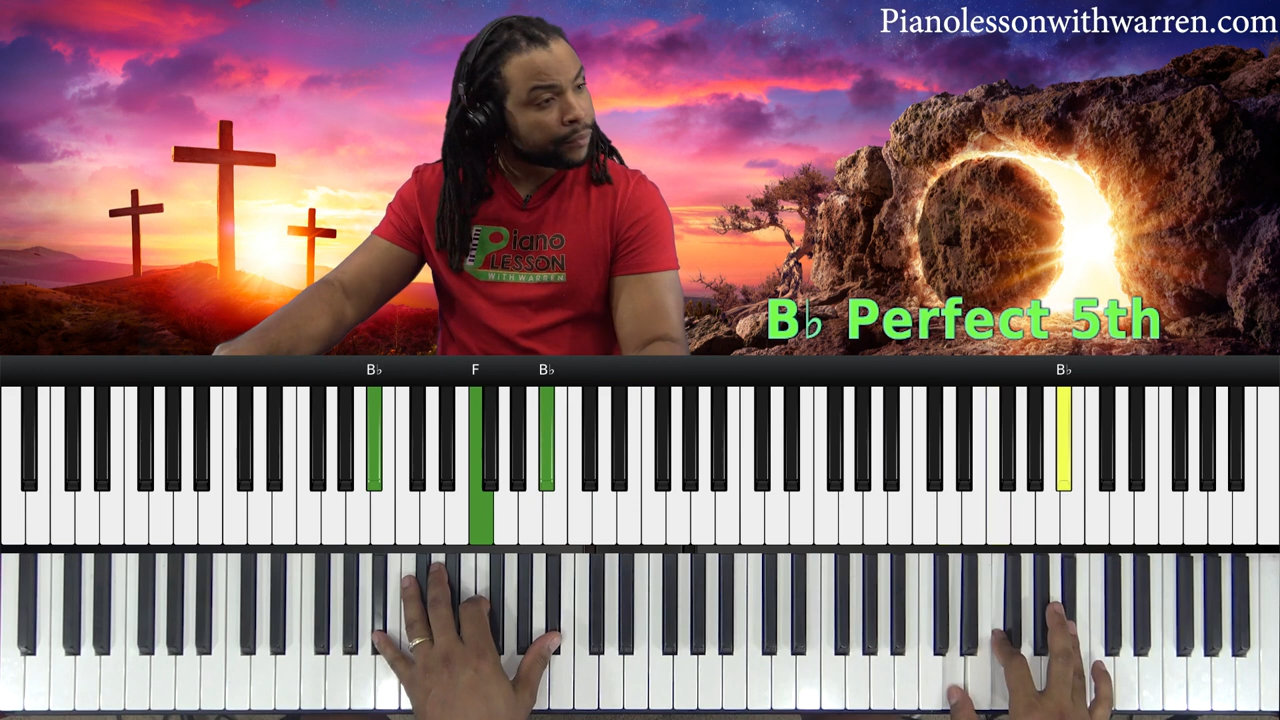 Pianolessonwithwarren.com
Piano
LESSON
WITH WARREN
B♭ Perfect 5th
B♭ F B♭ B♭